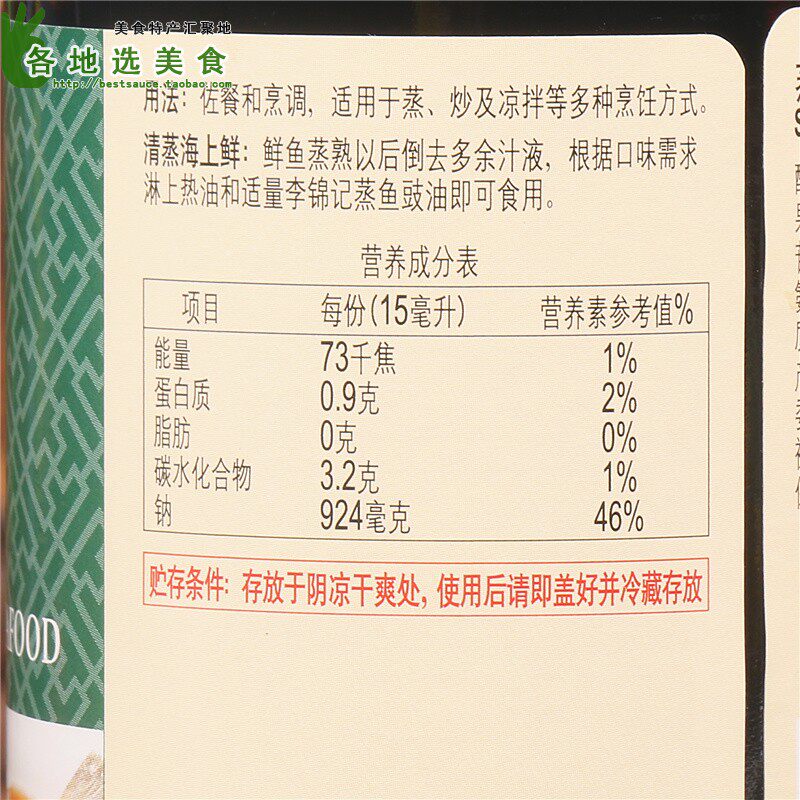 美食特产汇聚地
各地选美食
http://bestsauce.taobao.com
用法：佐餐和烹调，适用于蒸、炒及凉拌等多种烹饪方式。
清蒸海上鲜：鲜鱼蒸熟以后倒去多余汁液，根据口味需求
淋上热油和适量李锦记蒸鱼豉油即可食用。
营养成分表
项目 每份(15毫升) 营养素参考值%
能量 73千焦 1%
蛋白质 0.9克 2%
脂肪 0克 0%
碳水化合物 3.2克 1%
钠 924毫克 46%
贮存条件：存放于阴凉干爽处，使用后请即盖好并冷藏存放
FOOD